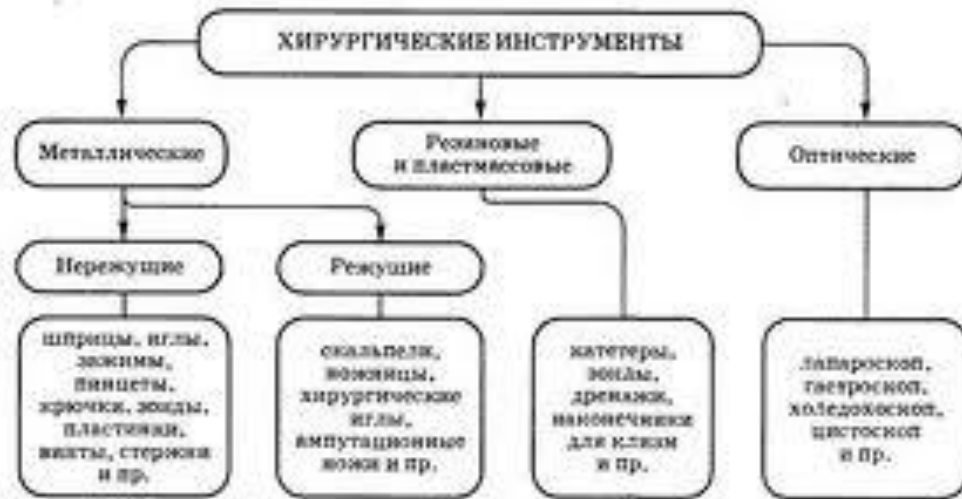 ХИРУРГИЧЕСКИЕ ИНСТРУМЕНТЫ
Металлические
Резиновые
и пластмассовые
Оптические
Нережущие
Режущие
шприцы, иглы,
зажимы,
пинцеты,
крючки, зонды,
пластинки,
винты, стержни
и пр.
скальпели,
ножницы,
хирургические
иглы,
ампутационные
ножи и пр.
катетеры,
зонды,
дренажи,
наконечники
для клизм
и пр.
лапароскоп,
гастроскоп,
холедохоскоп,
цистоскоп
и пр.